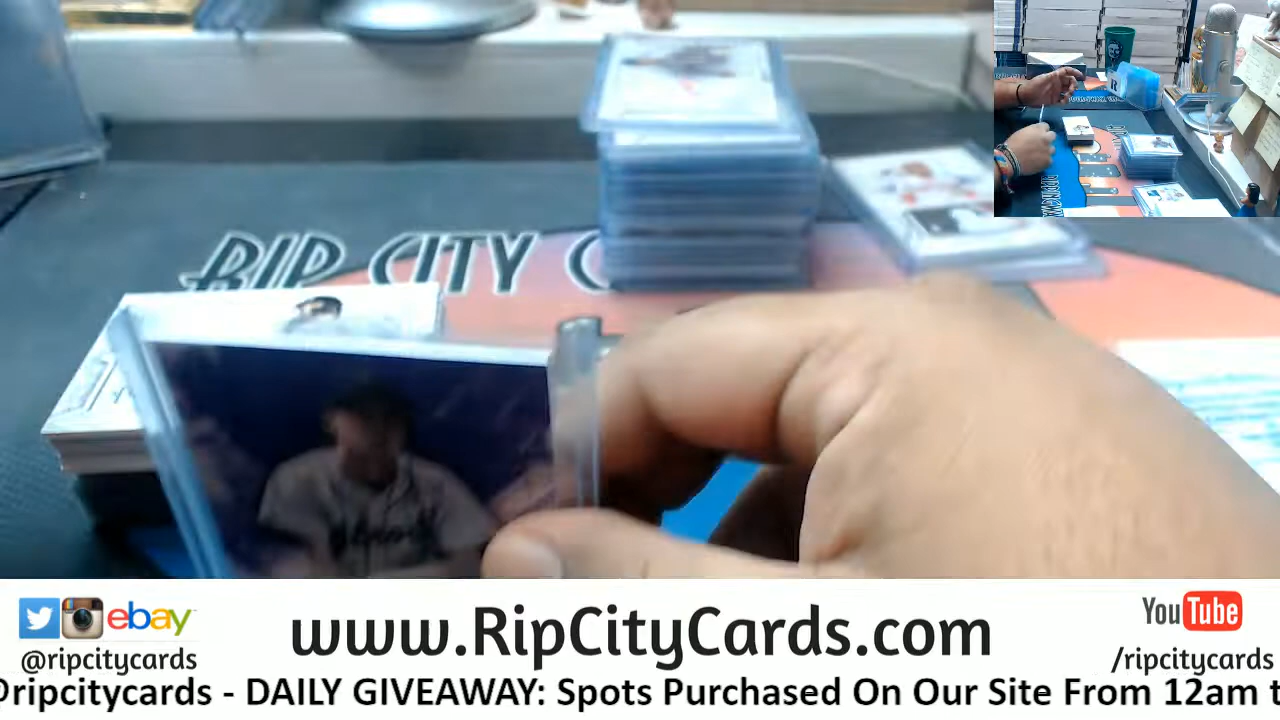 RIP CITY C
ebay
@ripcitycards
www.RipCityCards.com
YouTube
/ripcitycards
@ripcitycards - DAILY GIVEAWAY: Spots Purchased On Our Site From 12am t